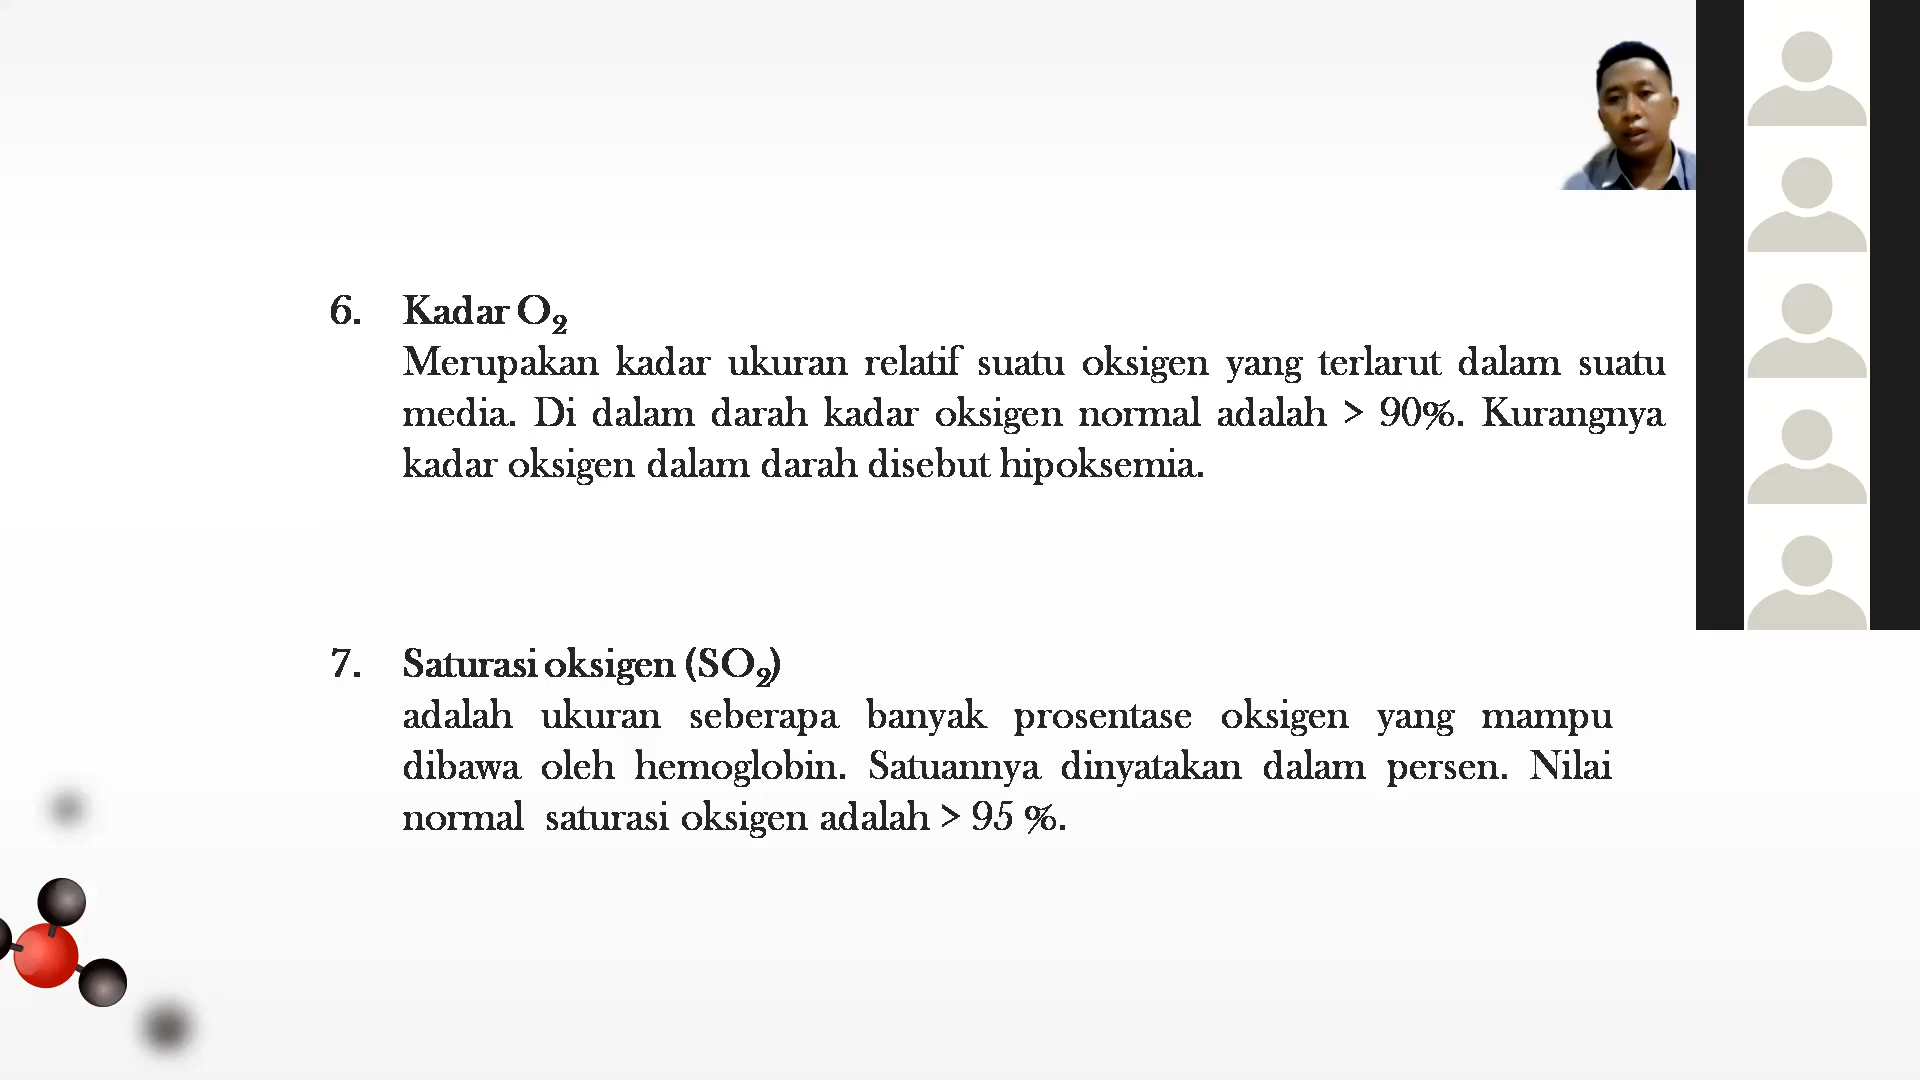 6. Kadar O₂
Merupakan kadar ukuran relatif suatu oksigen yang terlarut dalam suatu
media. Di dalam darah kadar oksigen normal adalah > 90%. Kurangnya
kadar oksigen dalam darah disebut hipoksemia.
7. Saturasi oksigen (SO₂)
adalah ukuran seberapa banyak prosentase oksigen yang mampu
dibawa oleh hemoglobin. Satuannya dinyatakan dalam persen. Nilai
normal saturasi oksigen adalah > 95 %.